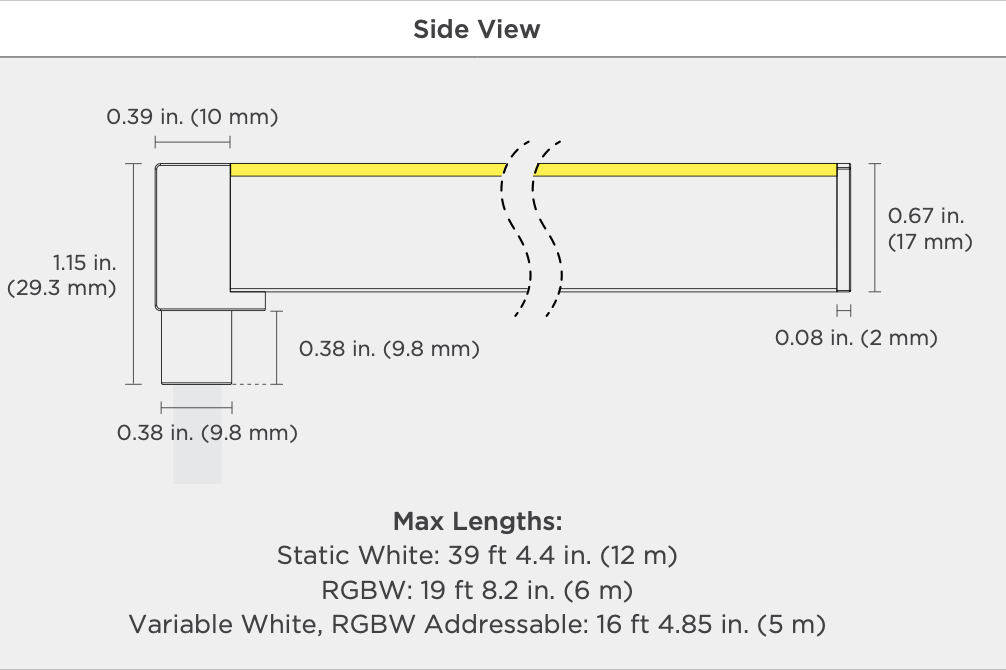 Side View
0.39 in. (10 mm)
0.67 in.
(17 mm)
1.15 in.
(29.3 mm)
0.08 in. (2 mm)
0.38 in. (9.8 mm)
0.38 in. (9.8 mm)
Max Lengths:
Static White: 39 ft 4.4 in. (12 m)
RGBW: 19 ft 8.2 in. (6 m)
Variable White, RGBW Addressable: 16 ft 4.85 in. (5 m)